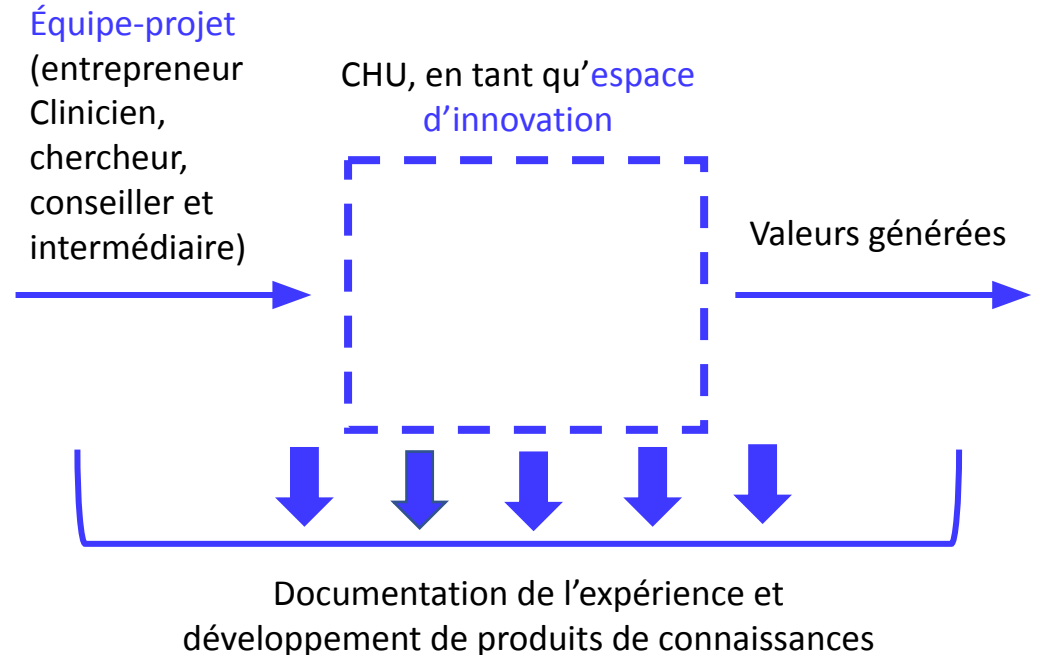 Équipe-projet
(entrepreneur
Clinicien,
chercheur,
conseiller et
intermédiaire)
CHU, en tant qu’espace
d’innovation
Valeurs générées
Documentation de l’expérience et
développement de produits de connaissances